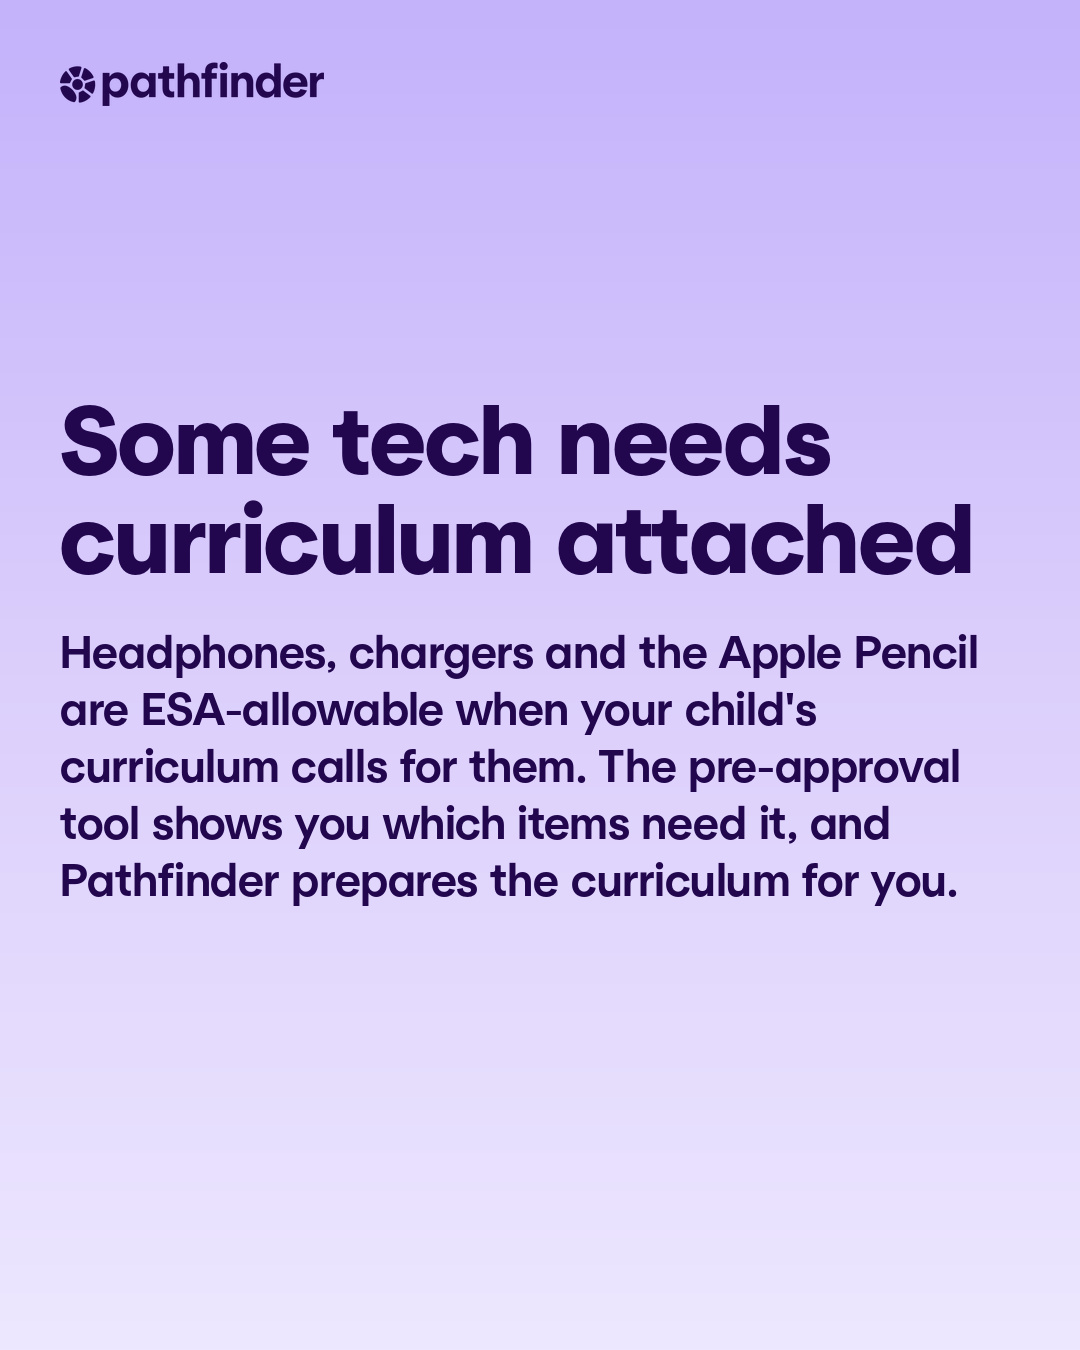 pathfinder
Some tech needs
curriculum attached
Headphones, chargers and the Apple Pencil
are ESA-allowable when your child's
curriculum calls for them. The pre-approval
tool shows you which items need it, and
Pathfinder prepares the curriculum for you.